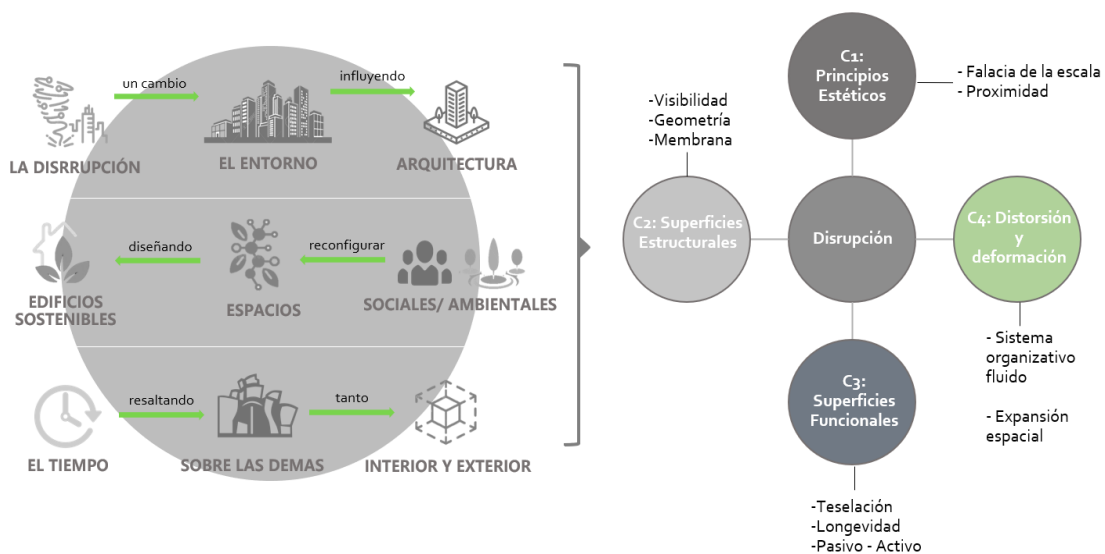 un cambio
influyendo
LA DISRRUPCIÓN
EL ENTORNO
ARQUITECTURA
diseñando
reconfigurar
EDIFICIOS
SOSTENIBLES
ESPACIOS
SOCIALES/ AMBIENTALES
resaltando
tanto
EL TIEMPO
SOBRE LAS DEMAS
INTERIOR Y EXTERIOR
C1:
Principios
Estéticos
- Falacia de la escala
- Proximidad
-Visibilidad
-Geometría
-Membrana
C2: Superficies
Estructurales
Disrupción
C4: Distorsión
y
deformación
- Sistema
organizativo
fluido
- Expansión
espacial
C3:
Superficies
Funcionales
-Teselación
-Longevidad
-Pasivo - Activo